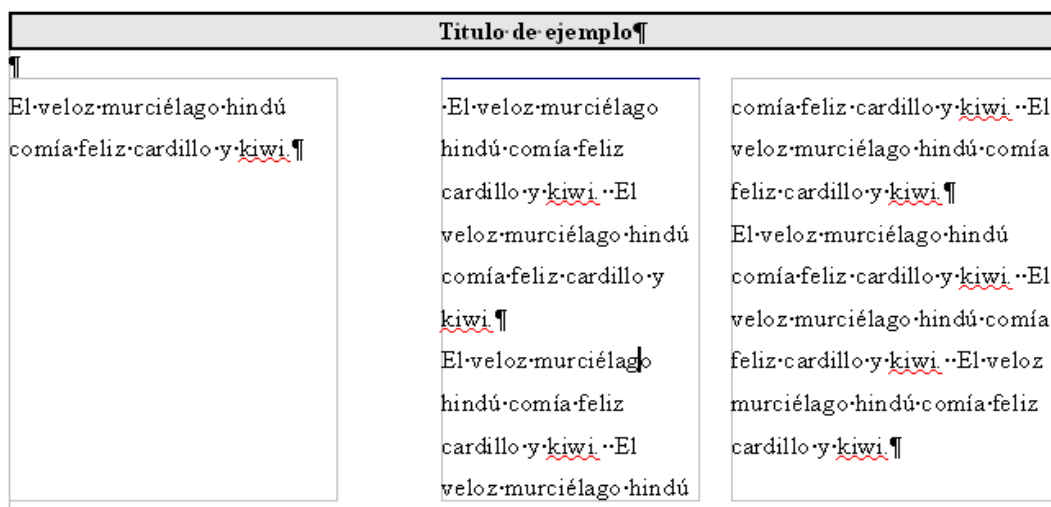 Titulo de ejemplo¶
¶
El veloz murciélago hindú
comía feliz cardillo y kiwi.¶
El veloz murciélago
hindú comía feliz
cardillo y kiwi.  El
veloz murciélago hindú
comía feliz cardillo y
kiwi.¶
El veloz murciélago
hindú comía feliz
cardillo y kiwi.  El
veloz murciélago hindú
comía feliz cardillo y kiwi.  El
veloz murciélago hindú comía
feliz cardillo y kiwi.¶
El veloz murciélago hindú
comía feliz cardillo y kiwi.  El
veloz murciélago hindú comía
feliz cardillo y kiwi.  El veloz
murciélago hindú comía feliz
cardillo y kiwi.¶